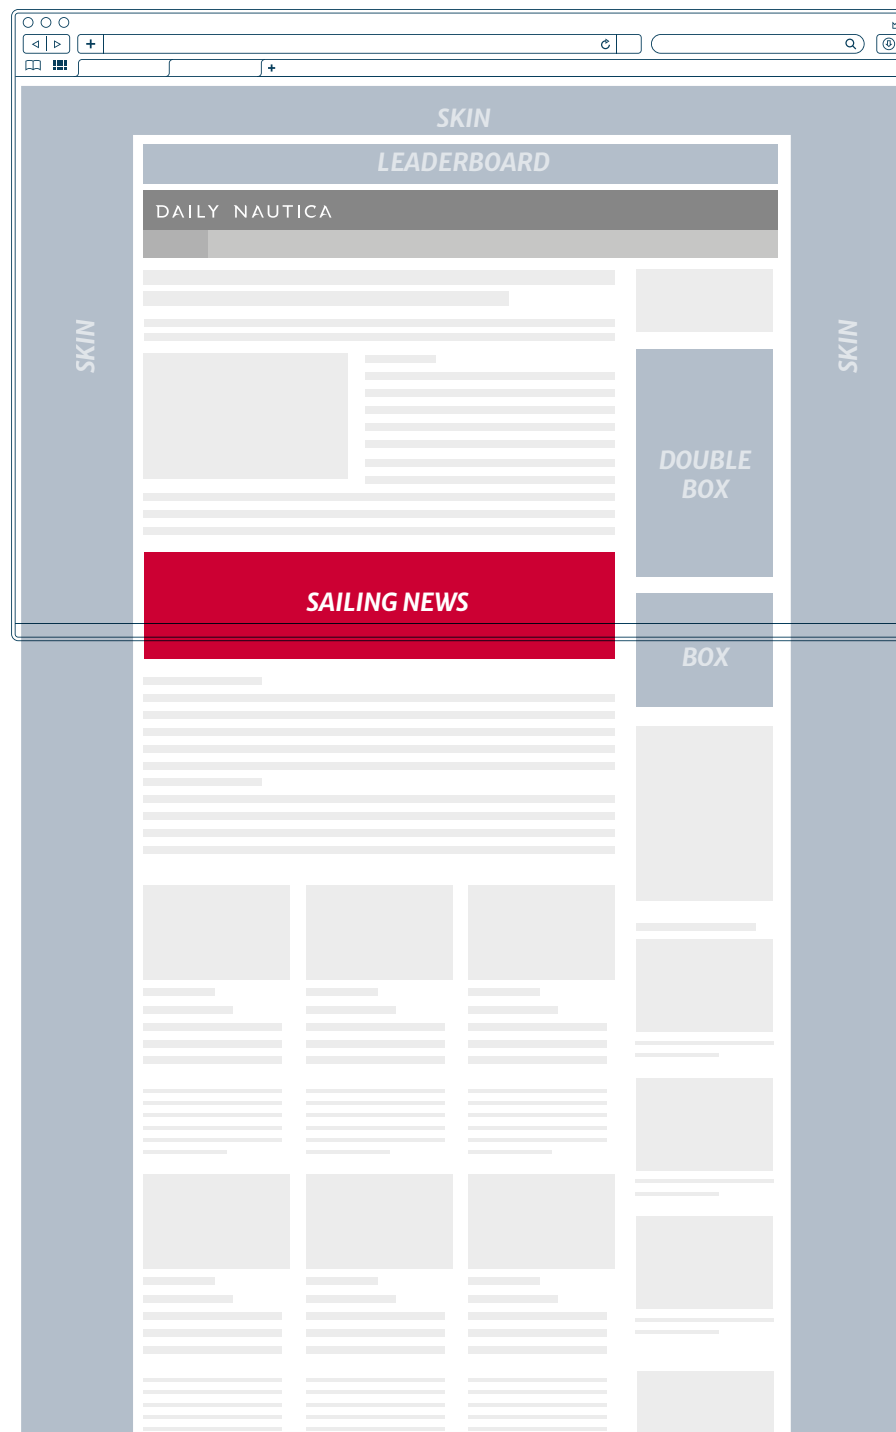 SKIN
LEADERBOARD
DAILY NAUTICA
SKIN
SKIN
DOUBLE
BOX
SAILING NEWS
BOX